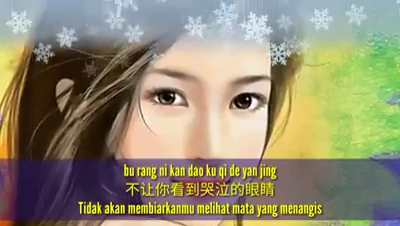 bu rang ni kan dao ku qi de yan jing
不让你看到哭泣的眼睛
Tidak akan membiarkanmu melihat mata yang menangis